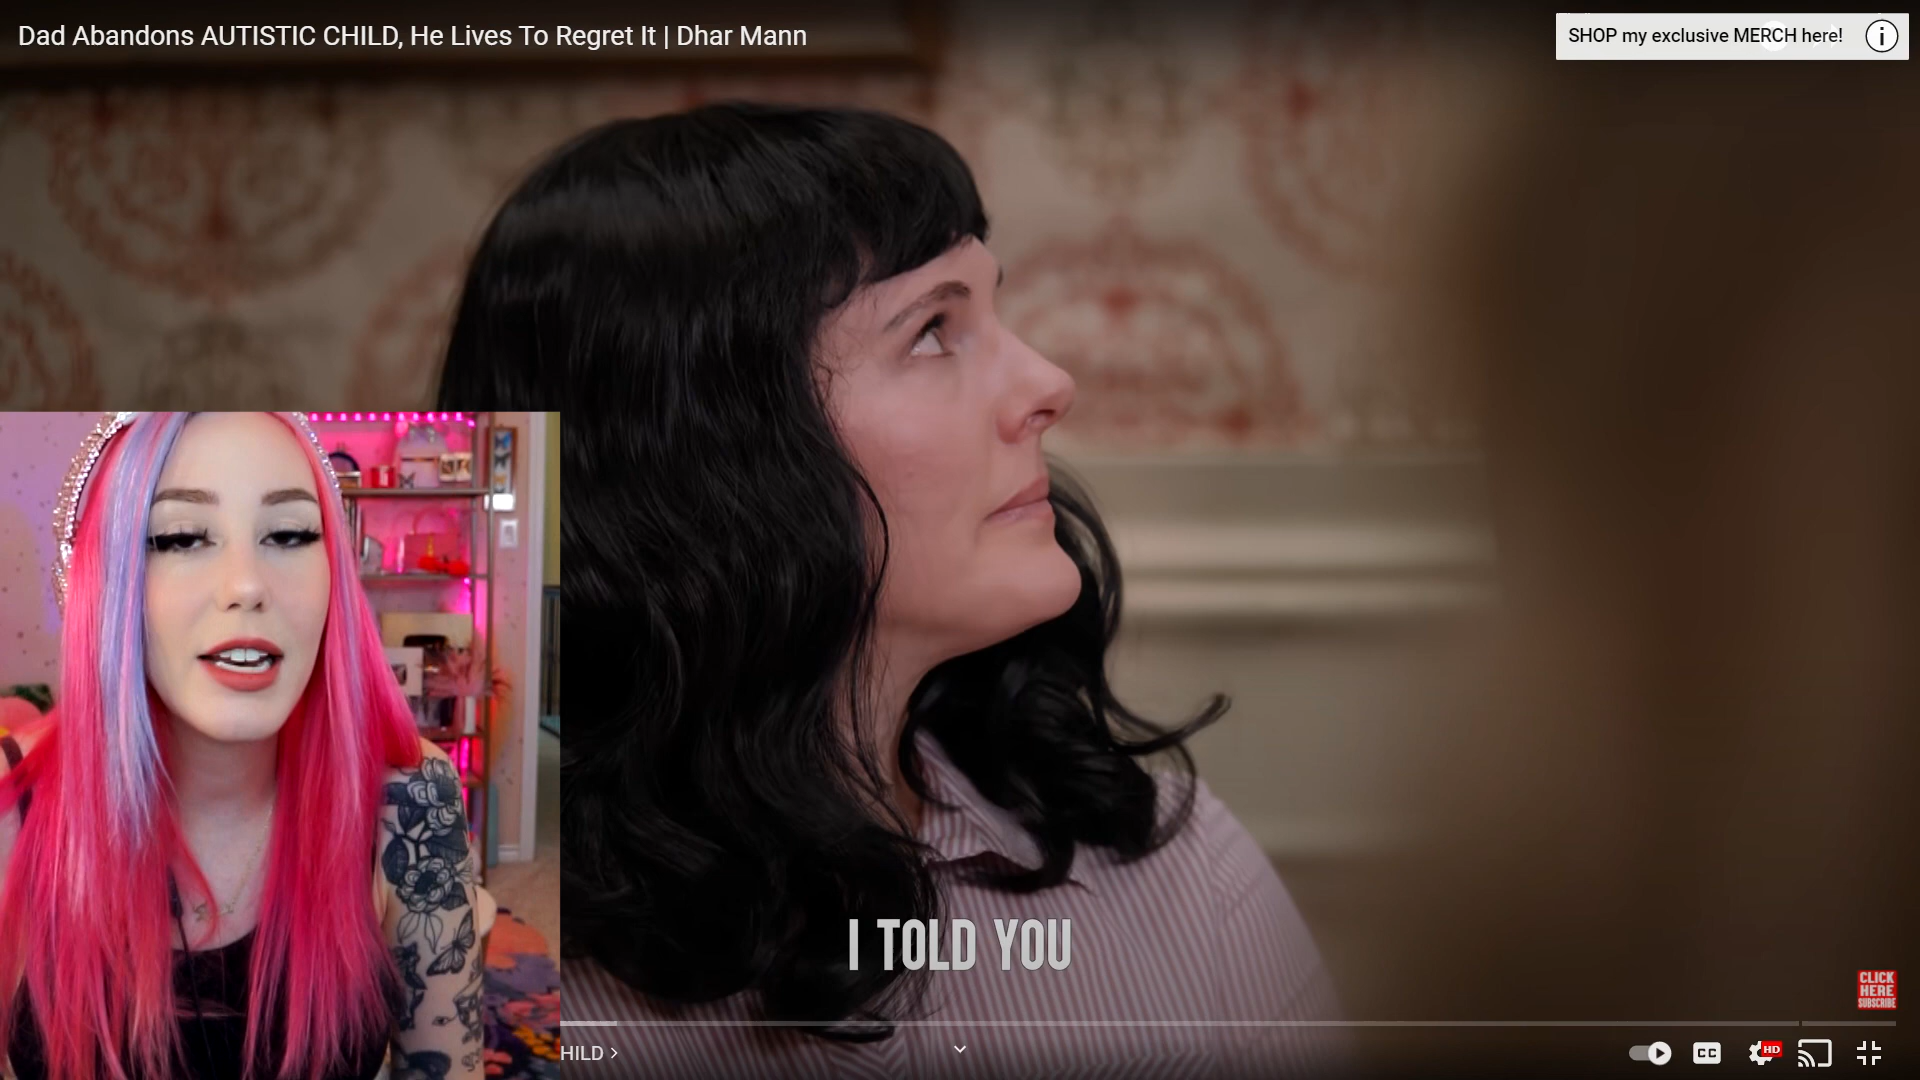 Dad Abandons AUTISTIC CHILD, He Lives To Regret It | Dhar Mann
SHOP my exclusive MERCH here!
I TOLD YOU
CLICK
HERE
SUBSCRIBE
HILD
CC
HD